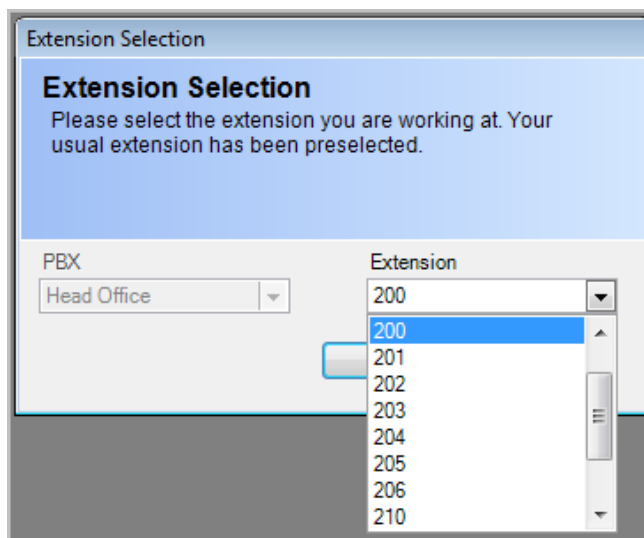 Extension Selection
Extension Selection
Please select the extension you are working at. Your
usual extension has been preselected.
PBX
Extension
Head Office
200
200
201
202
203
204
205
206
210